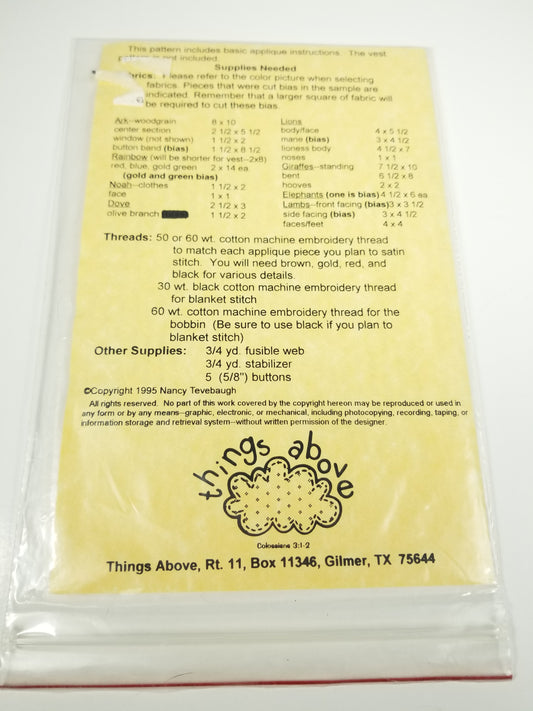 This pattern includes basic applique instructions. The vest
is not included.
Supplies Needed
Fabrics: Please refer to the color picture when selecting
fabrics. Pieces that were cut bias in the sample are
indicated. Remember that a larger square of fabric will
be required to cut these bias.
Ark--woodgrain 8 x 10
center section 2 1/2 x 5 1/2
window (not shown) 1 1/2 x 2
button band (bias) 1 1/2 x 8 1/2
Rainbow (will be shorter for vest--2x8)
red, blue, gold green 2 x 14 ea
(gold and green bias)
Noah--clothes 1 1/2 x 2
face 1 x 1
Dove 2 1/2 x 3
olive branch 1 1/2 x 2
Lions
body/face 4 x 5 1/2
mane (bias) 3 x 4 1/2
lioness body 4 1/2 x 7
noses 1 x 1
Giraffes--standing 7 1/2 x 10
bent 6 1/2 x 8
hooves 2 x 2
Elephants (one is bias) 4 1/2 x 6 ea
Lambs--front facing (bias)3 x 3 1/2
side facing (bias) 3 x 4 1/2
faces/feet 4 x 4
Threads: 50 or 60 wt. cotton machine embroidery thread
to match each applique piece you plan to satin
stitch. You will need brown, gold, red, and
black for various details.
30 wt. black cotton machine embroidery thread
for blanket stitch
60 wt. cotton machine embroidery thread for the
bobbin (Be sure to use black if you plan to
blanket stitch)
Other Supplies: 3/4 yd. fusible web
3/4 yd. stabilizer
5 (5/8") buttons
©Copyright 1995 Nancy Tevebaugh
All rights reserved. No part of this work covered by the copyright hereon may be reproduced or used in
any form or by any means--graphic, electronic, or mechanical, including photocopying, recording, taping, or
information storage and retrieval system--without written permission of the designer.
things above
Colossians 3:1-2
Things Above, Rt. 11, Box 11346, Gilmer, TX 75644